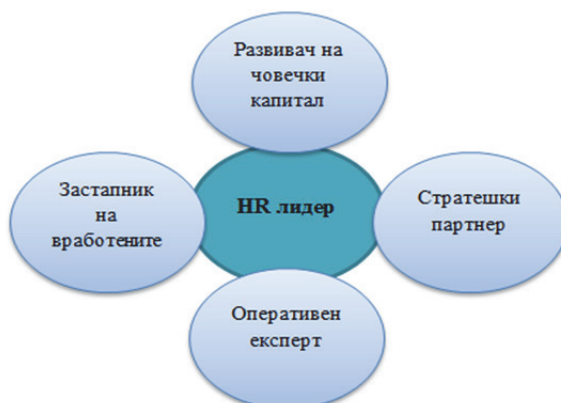 Развивач на
човечки
капитал
Застапник
на
вработените
HR лидер
Стратешки
партнер
Оперативен
експерт